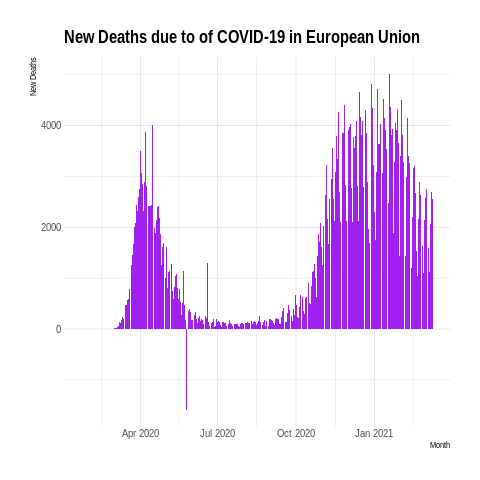 New Deaths due to of COVID-19 in European Union
New Deaths
4000
2000
0
Apr 2020
Jul 2020
Oct 2020
Jan 2021
Month